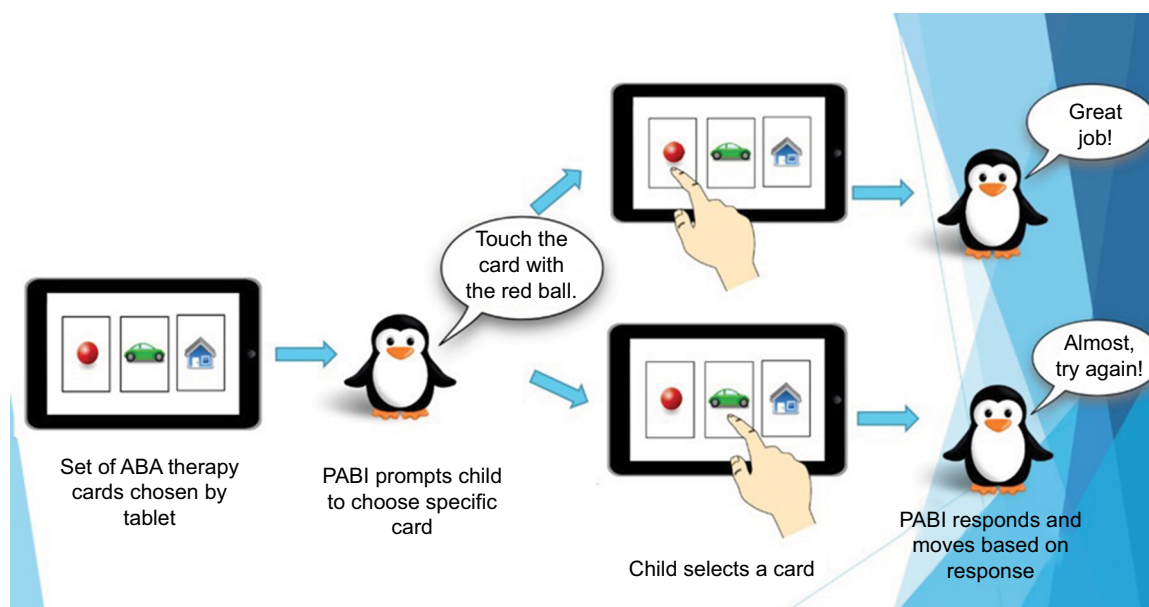 Set of ABA therapy
cards chosen by
tablet
PABI prompts child
to choose specific
card
Touch the
card with
the red ball.
Child selects a card
Great
job!
Almost,
try again!
PABI responds and
moves based on
response